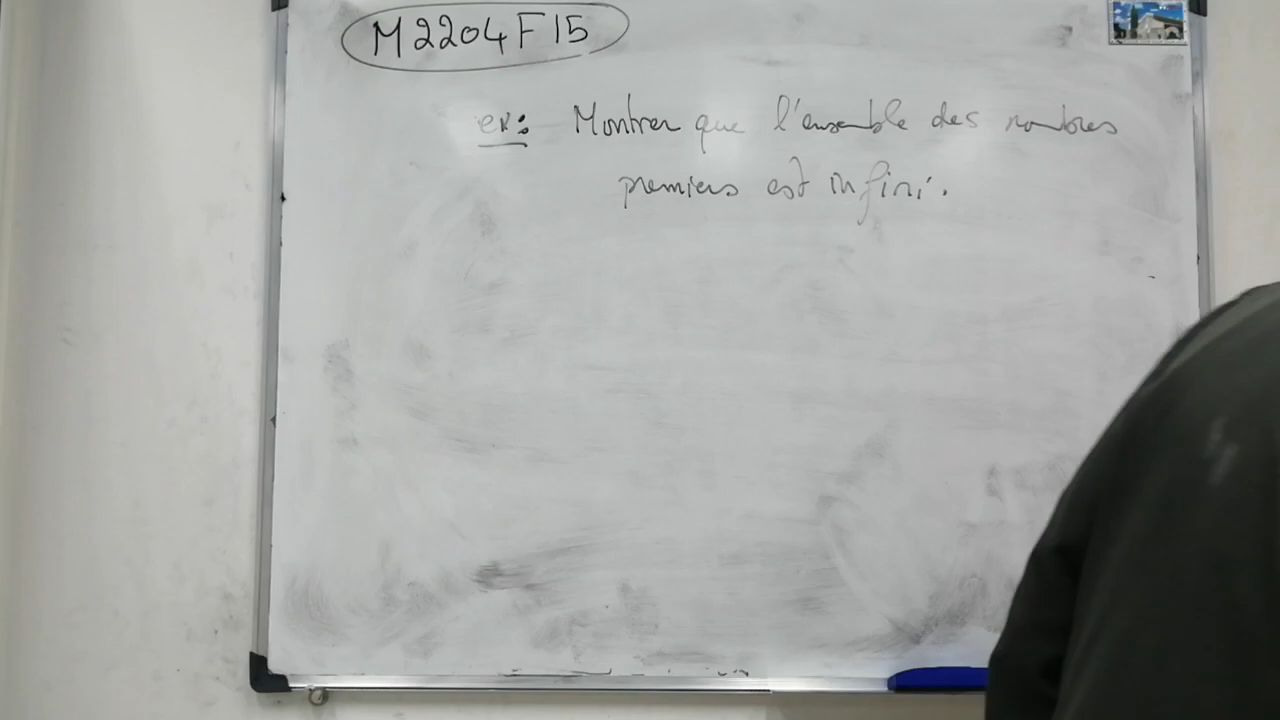 M2204F15
ex: Montrer que l'ensemble des nombres
premiers est infini.